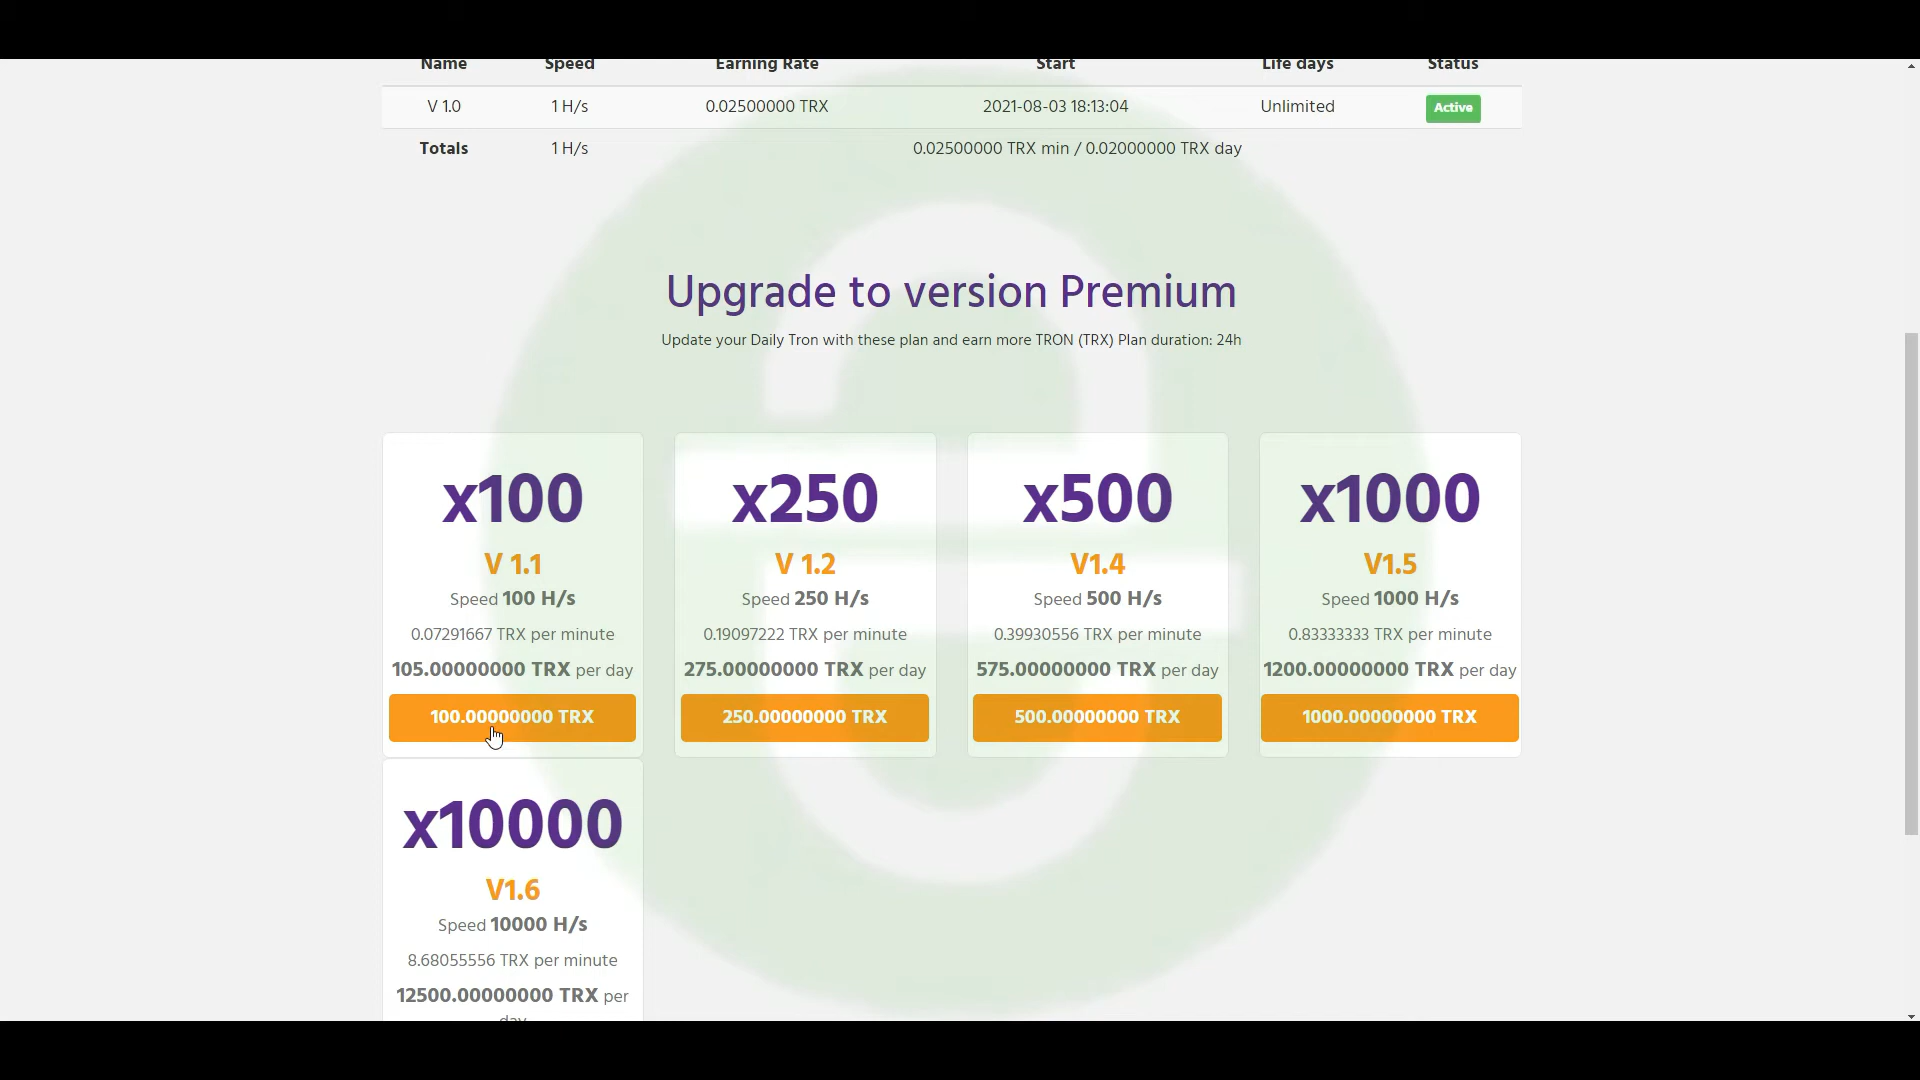 Name Speed Earning Rate Start Life days Status
V 1.0 1 H/s 0.02500000 TRX 2021-08-03 18:13:04 Unlimited Active
Totals 1 H/s 0.02500000 TRX min / 0.02000000 TRX day
Upgrade to version Premium
Update your Daily Tron with these plan and earn more TRON (TRX) Plan duration: 24h
x100
V 1.1
Speed 100 H/s
0.07291667 TRX per minute
105.00000000 TRX per day
100.00000000 TRX
x250
V 1.2
Speed 250 H/s
0.19097222 TRX per minute
275.00000000 TRX per day
250.00000000 TRX
x500
V1.4
Speed 500 H/s
0.39930556 TRX per minute
575.00000000 TRX per day
500.00000000 TRX
x1000
V1.5
Speed 1000 H/s
0.83333333 TRX per minute
1200.00000000 TRX per day
1000.00000000 TRX
x10000
V1.6
Speed 10000 H/s
8.68055556 TRX per minute
12500.00000000 TRX per
day